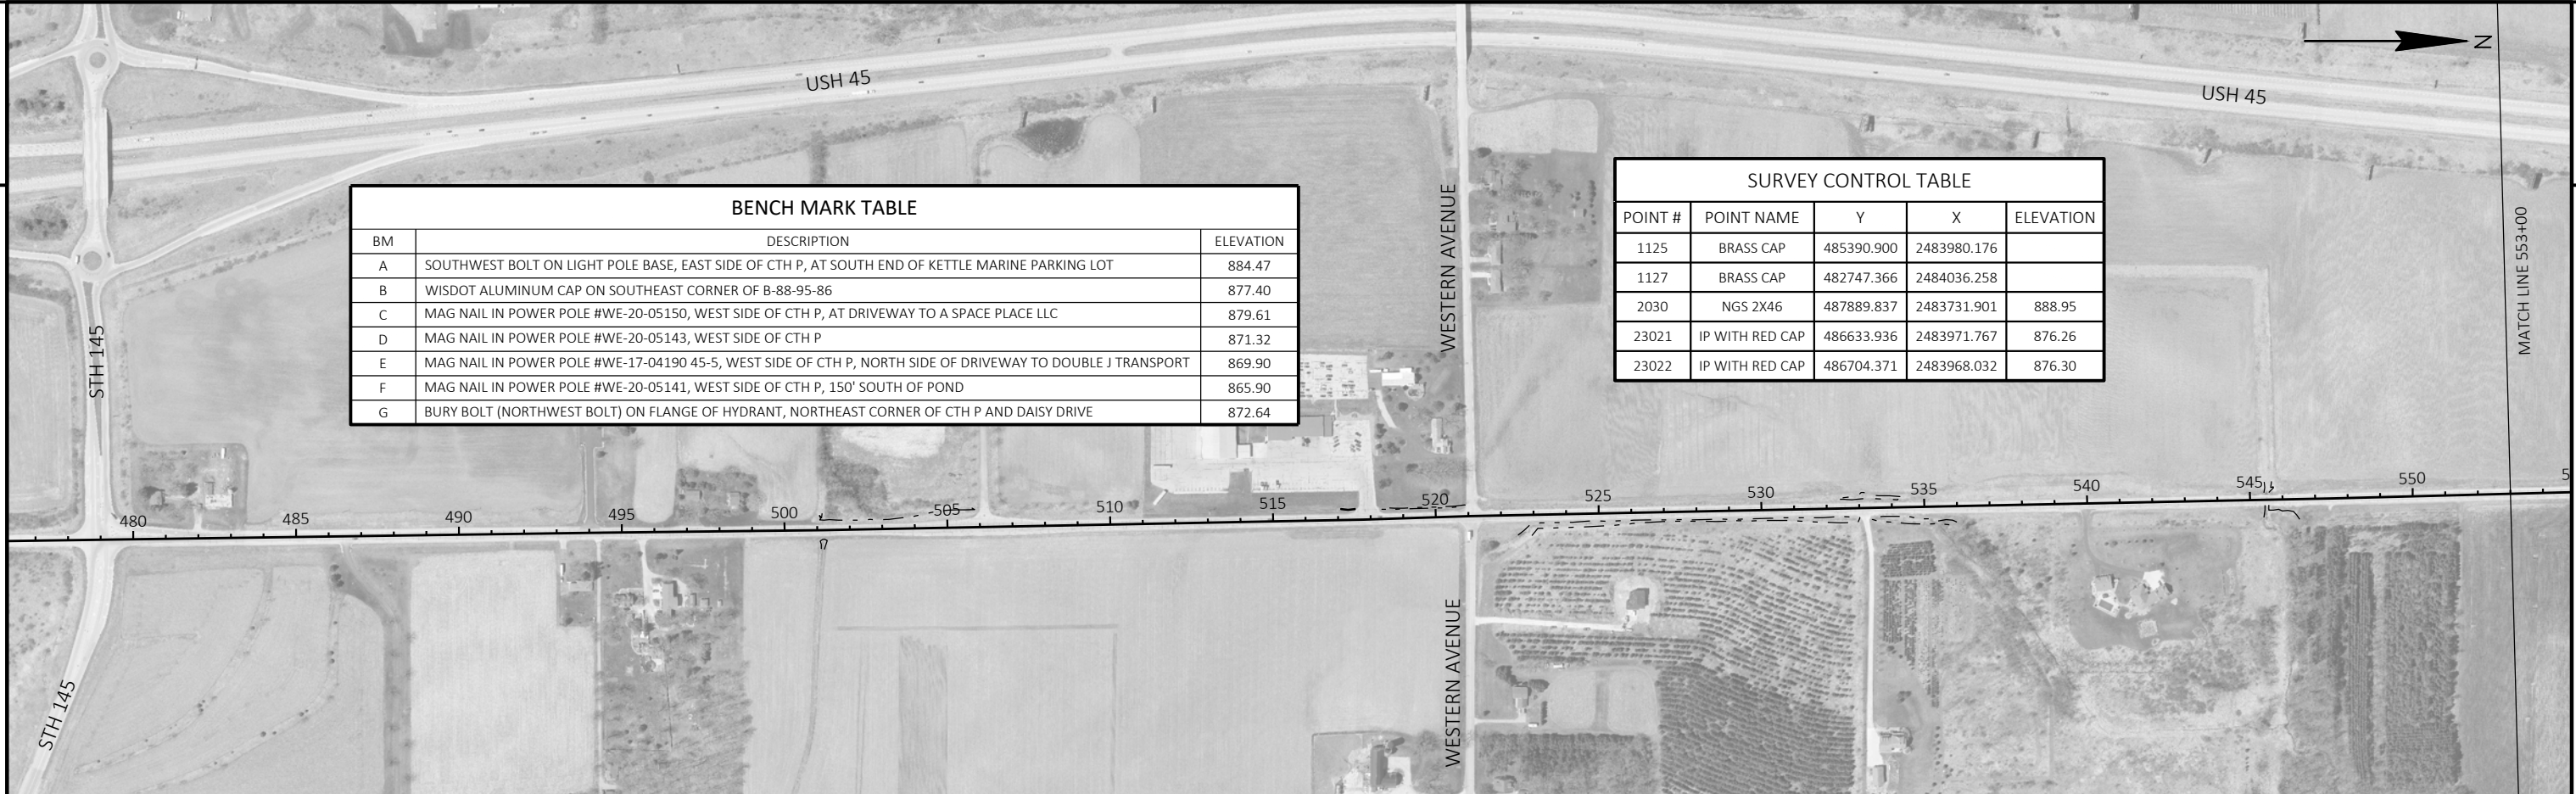 N
USH 45
USH 45
BENCH MARK TABLE
BM DESCRIPTION ELEVATION
A SOUTHWEST BOLT ON LIGHT POLE BASE, EAST SIDE OF CTH P, AT SOUTH END OF KETTLE MARINE PARKING LOT 884.47
B WISDOT ALUMINUM CAP ON SOUTHEAST CORNER OF B-88-95-86 877.40
C MAG NAIL IN POWER POLE #WE-20-05150, WEST SIDE OF CTH P, AT DRIVEWAY TO A SPACE PLACE LLC 879.61
D MAG NAIL IN POWER POLE #WE-20-05143, WEST SIDE OF CTH P 871.32
E MAG NAIL IN POWER POLE #WE-17-04190 45-5, WEST SIDE OF CTH P, NORTH SIDE OF DRIVEWAY TO DOUBLE J TRANSPORT 869.90
F MAG NAIL IN POWER POLE #WE-20-05141, WEST SIDE OF CTH P, 150' SOUTH OF POND 865.90
G BURY BOLT (NORTHWEST BOLT) ON FLANGE OF HYDRANT, NORTHEAST CORNER OF CTH P AND DAISY DRIVE 872.64
SURVEY CONTROL TABLE
POINT # POINT NAME Y X ELEVATION
1125 BRASS CAP 485390.900 2483980.176
1127 BRASS CAP 482747.366 2484036.258
2030 NGS 2X46 487889.837 2483731.901 888.95
23021 IP WITH RED CAP 486633.936 2483971.767 876.26
23022 IP WITH RED CAP 486704.371 2483968.032 876.30
WESTERN AVENUE
MATCH LINE 553+00
STH 145
480 485 490 495 500 505 510 515 520 525 530 535 540 545 550 5
STH 145
WESTERN AVENUE